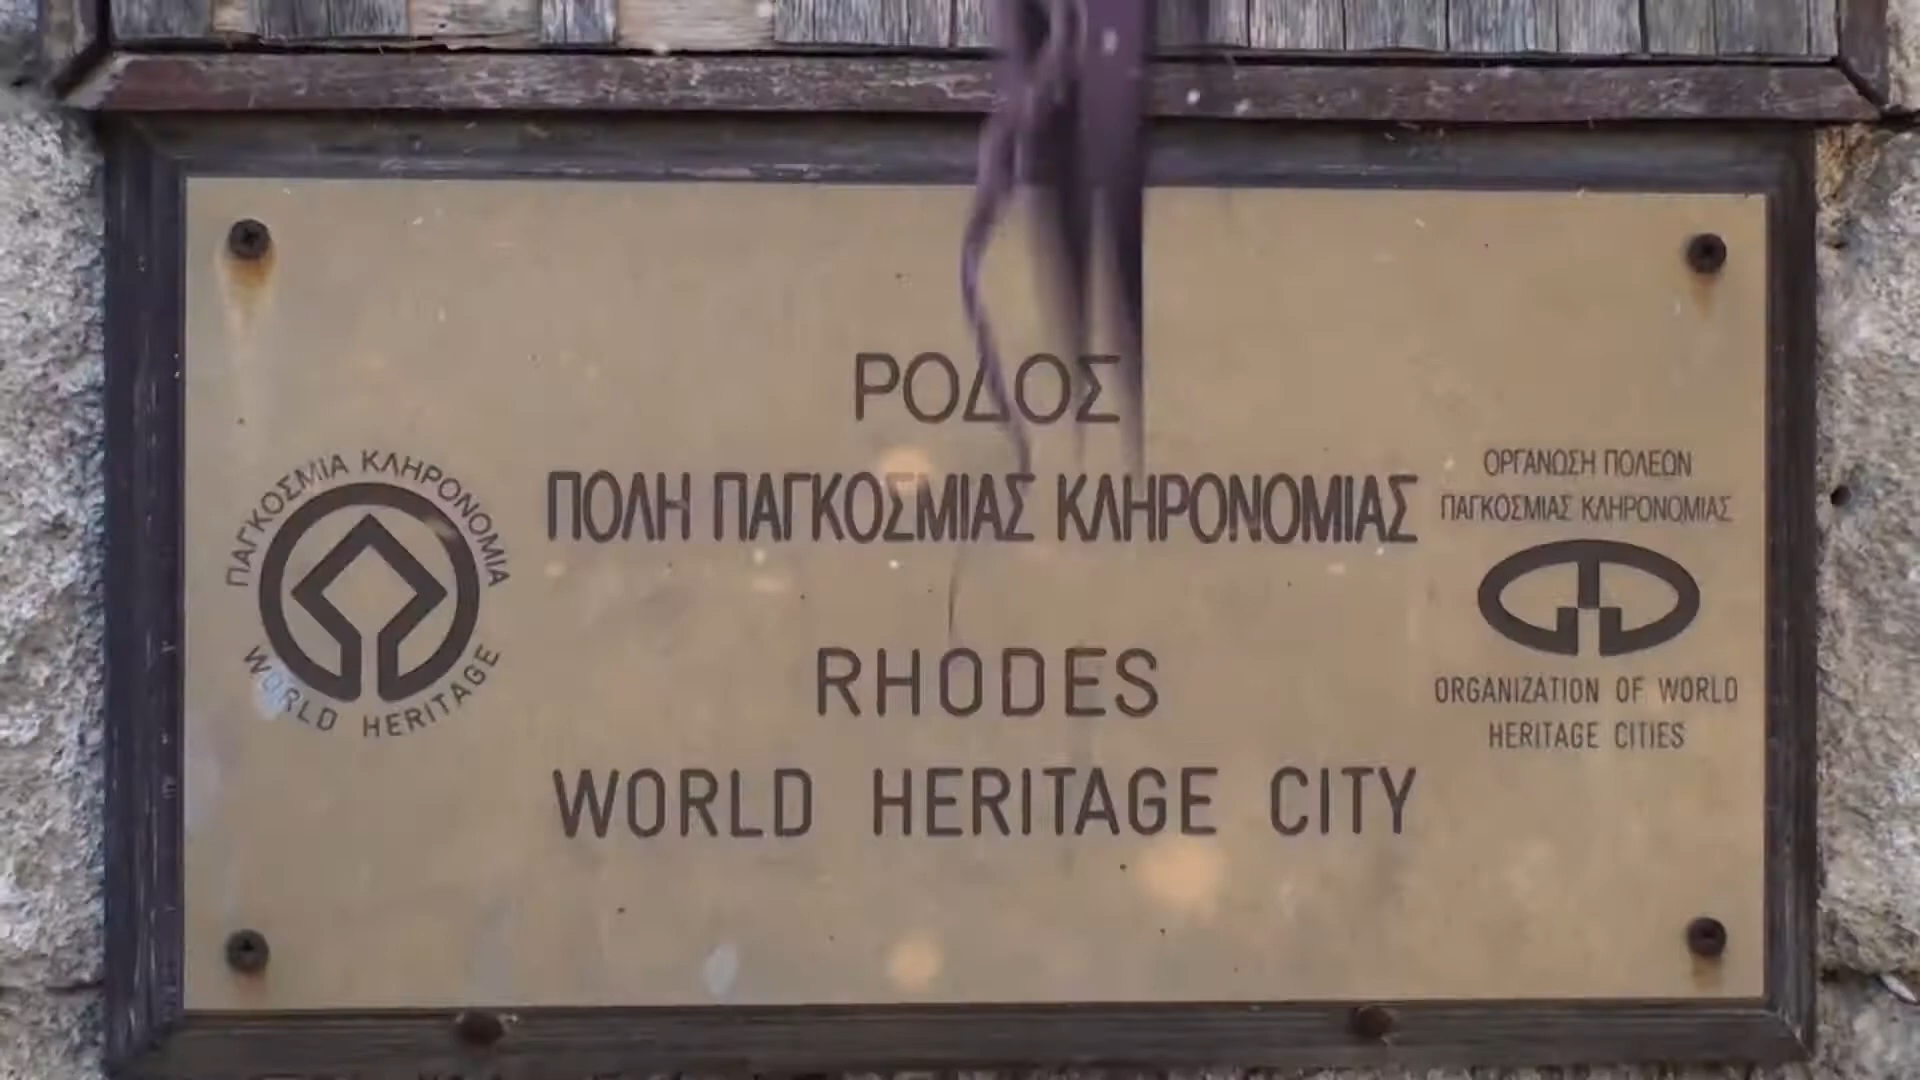 ΡΟΔΟΣ
ΠΟΛΗ ΠΑΓΚΟΣΜΙΑΣ ΚΛΗΡΟΝΟΜΙΑΣ
RHODES
WORLD HERITAGE CITY
ΠΑΓΚΟΣΜΙΑ ΚΛΗΡΟΝΟΜΙΑ
WORLD HERITAGE
ΟΡΓΑΝΩΣΗ ΠΟΛΕΩΝ
ΠΑΓΚΟΣΜΙΑΣ ΚΛΗΡΟΝΟΜΙΑΣ
ORGANIZATION OF WORLD
HERITAGE CITIES